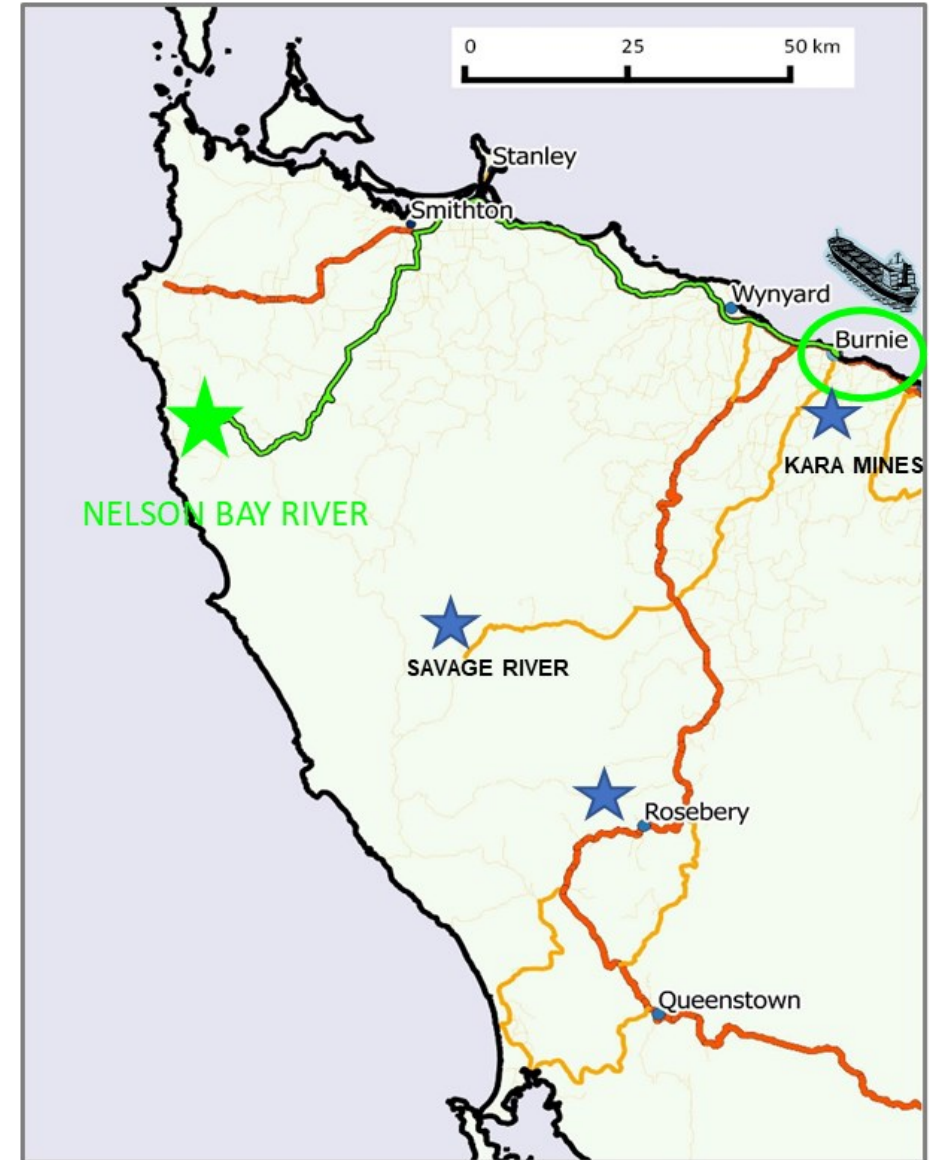 0 25 50 km
Stanley
Smithton
Wynyard
Burnie
KARA MINES
NELSON BAY RIVER
SAVAGE RIVER
Rosebery
Queenstown